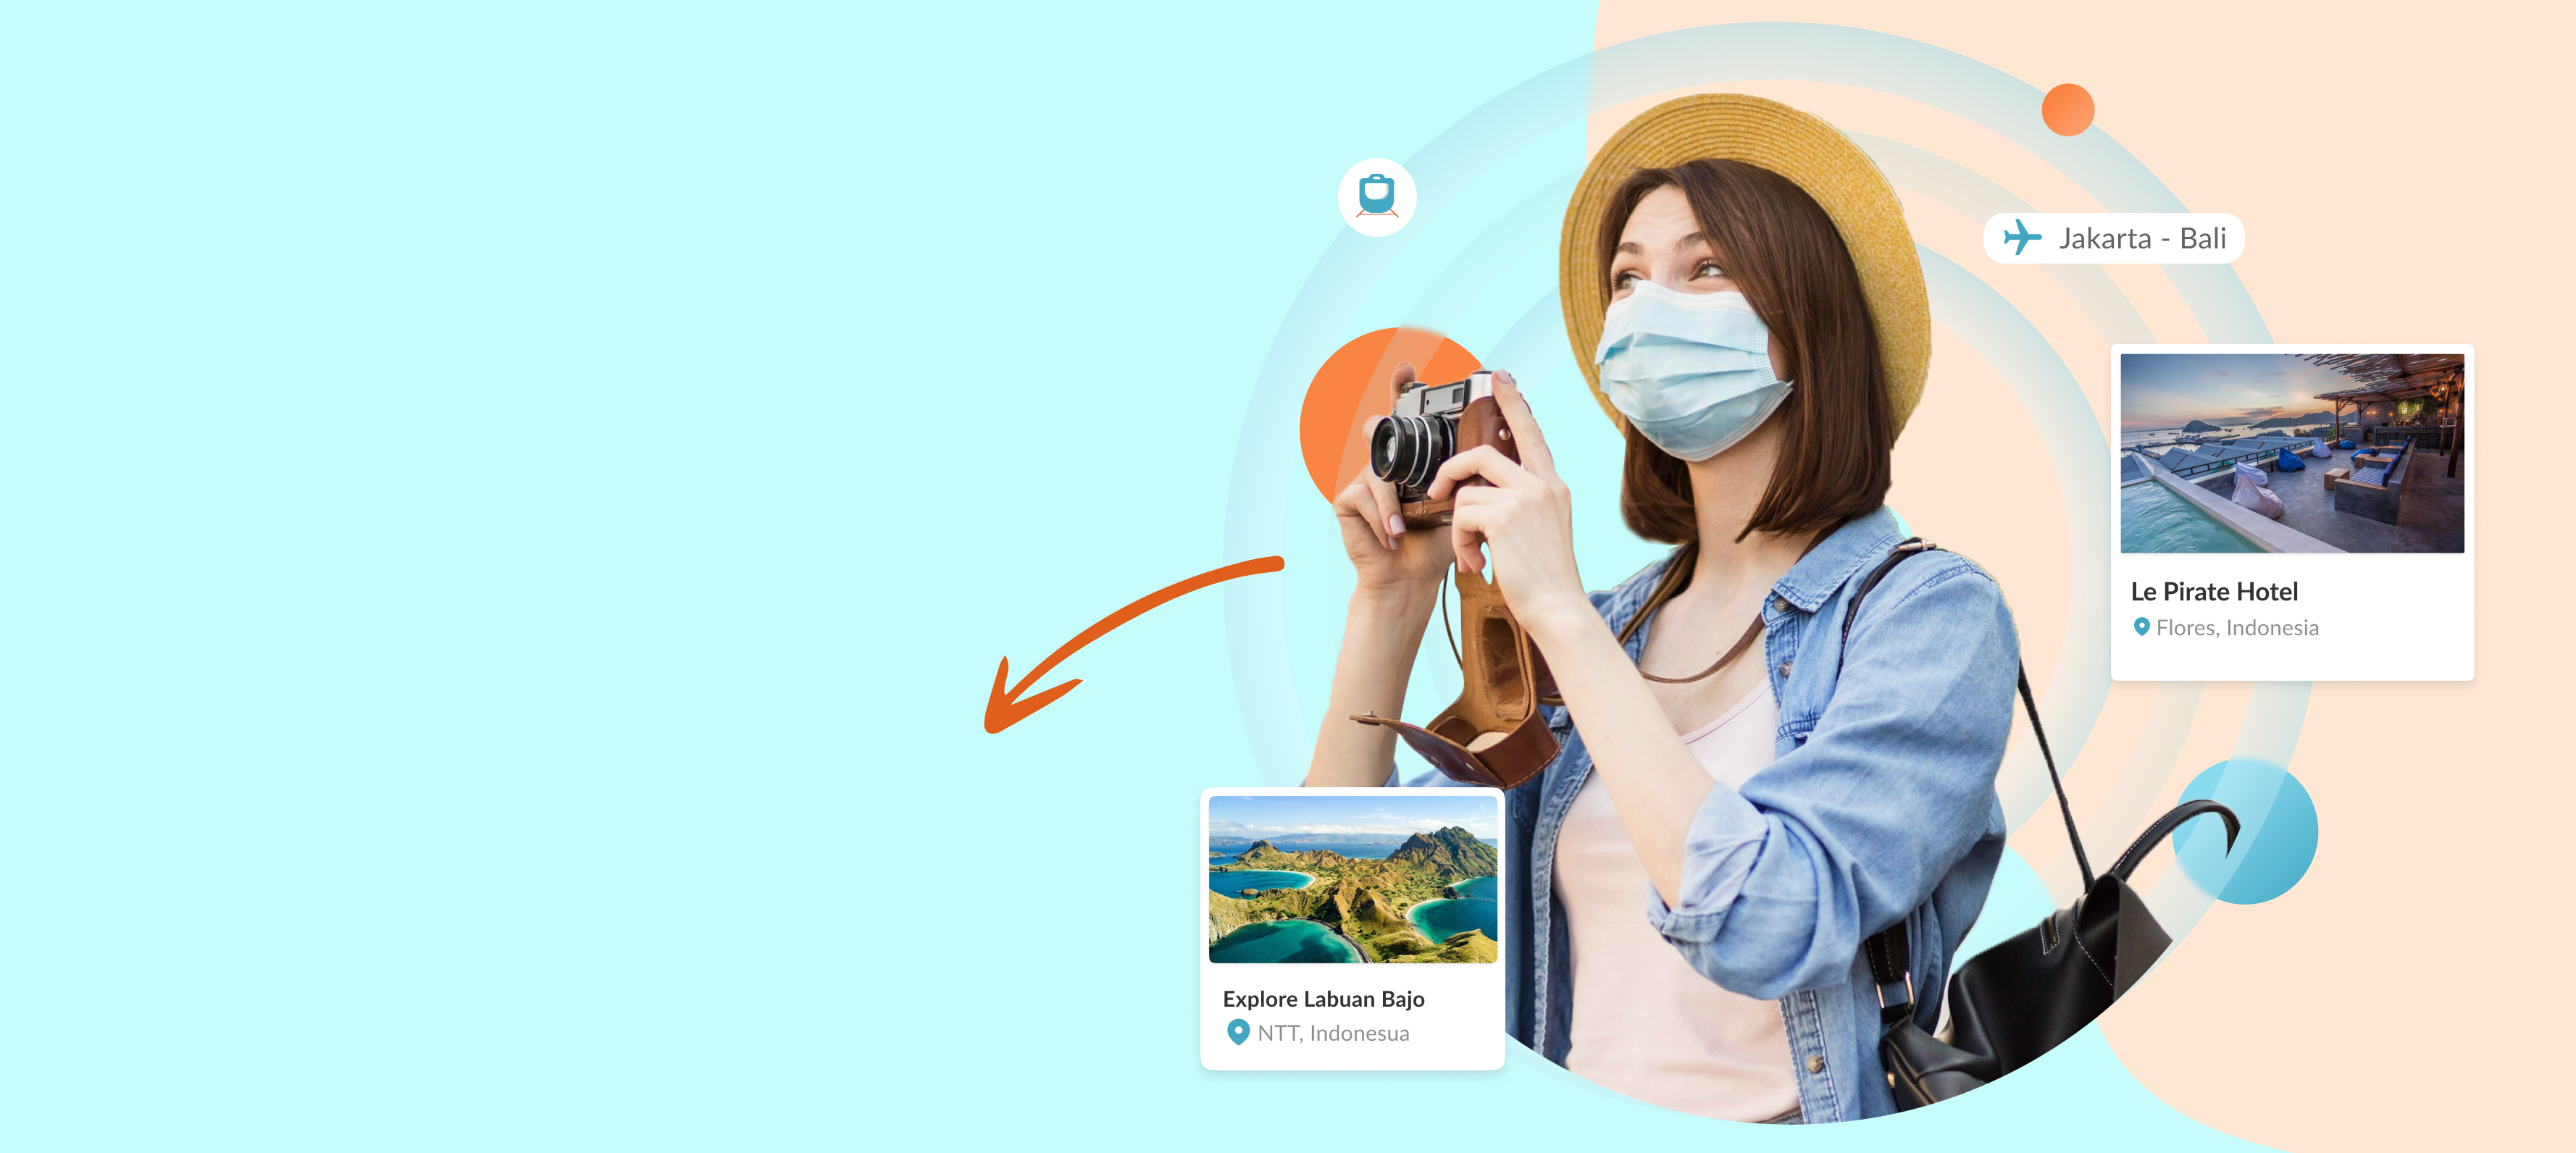 Jakarta - Bali
Le Pirate Hotel
Flores, Indonesia
Explore Labuan Bajo
NTT, Indonesua